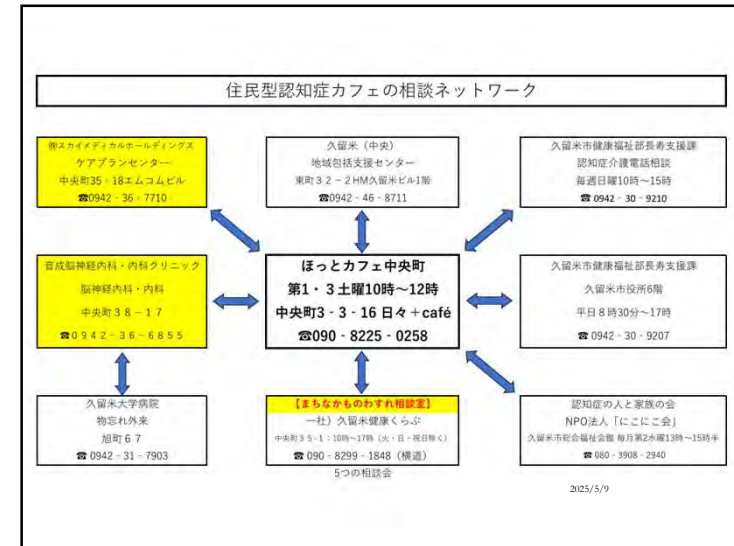 住民型認知症カフェの相談ネットワーク
㈱スカイメディカルホールディングス
ケアプランセンター
中央町35‐18エムコムビル
☎0942‐36‐7710
久留米（中央）
地域包括支援センター
東町３２－２HM久留米ビル1階
☎0942‐46‐8711
久留米市健康福祉部長寿支援課
認知症介護電話相談
毎週日曜10時～15時
☎ 0942‐30‐9210
音成脳神経内科・内科クリニック
脳神経内科・内科
中央町３８－１７
☎０９４２‐３６‐６８５５
ほっとカフェ中央町
第1・３土曜10時～12時
中央町3‐3‐16 日々＋café
☎090‐8225‐0258
久留米市健康福祉部長寿支援課
久留米市役所6階
平日８時30分～17時
☎ 0942‐30‐9207
久留米大学病院
物忘れ外来
旭町６７
☎ 0942‐31‐7903
【まちなかものわすれ相談室】
一社）久留米健康くらぶ
中央町３５‐１：10時～17時（火・日・祝日除く）
☎ 090‐8299‐1848（横道）
5つの相談会
認知症の人と家族の会
NPO法人「にこにこ会」
久留米市総合福祉会館 毎月第2水曜13時～15時半
☎ 080‐3908‐2940
2025/5/9